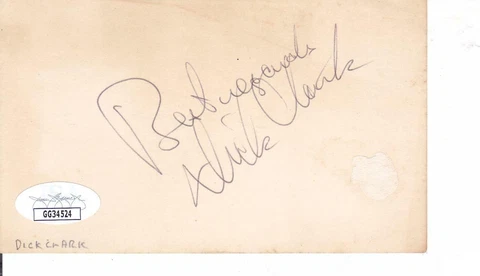 Best regards
Dick Clark
GG34524
DICK CLARK